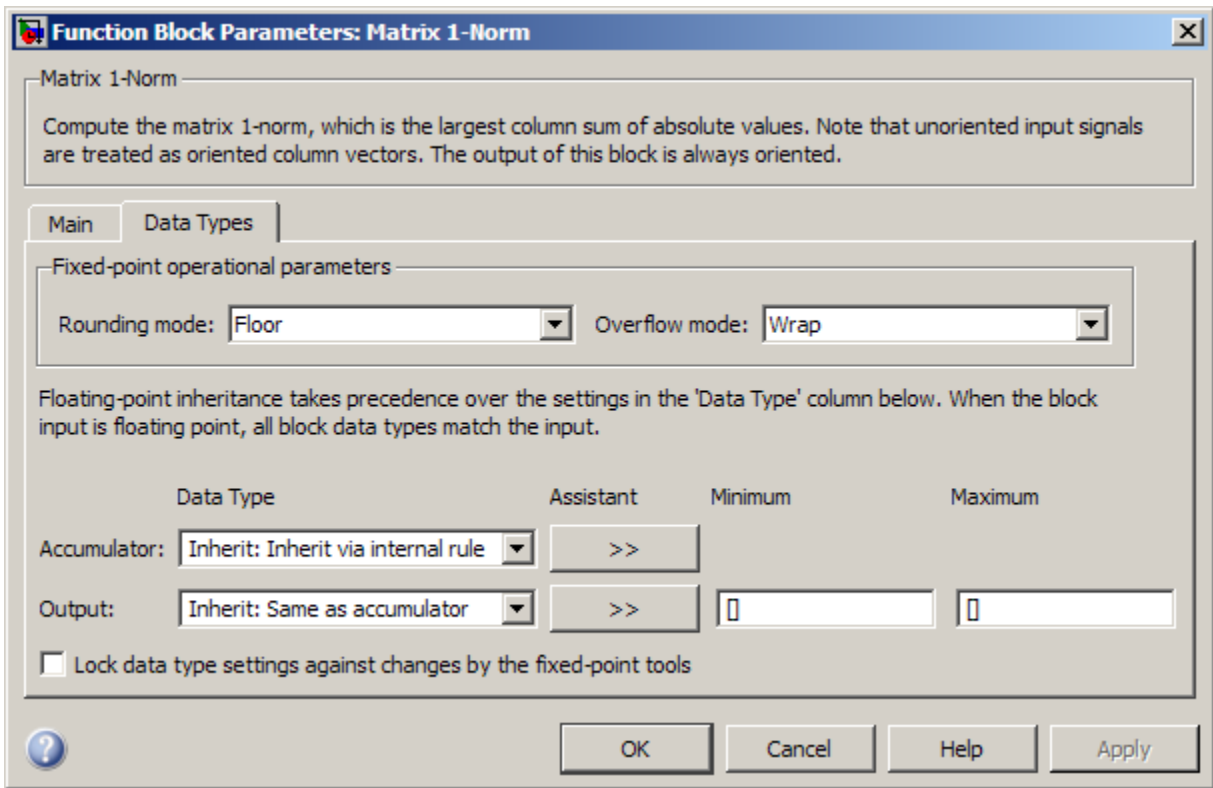 Function Block Parameters: Matrix 1-Norm
Matrix 1-Norm
Compute the matrix 1-norm, which is the largest column sum of absolute values. Note that unoriented input signals
are treated as oriented column vectors. The output of this block is always oriented.
Main Data Types
Fixed-point operational parameters
Rounding mode: Floor Overflow mode: Wrap
Floating-point inheritance takes precedence over the settings in the 'Data Type' column below. When the block
input is floating point, all block data types match the input.
Data Type Assistant Minimum Maximum
Accumulator: Inherit: Inherit via internal rule >>
Output: Inherit: Same as accumulator >> [] []
Lock data type settings against changes by the fixed-point tools
? OK Cancel Help Apply